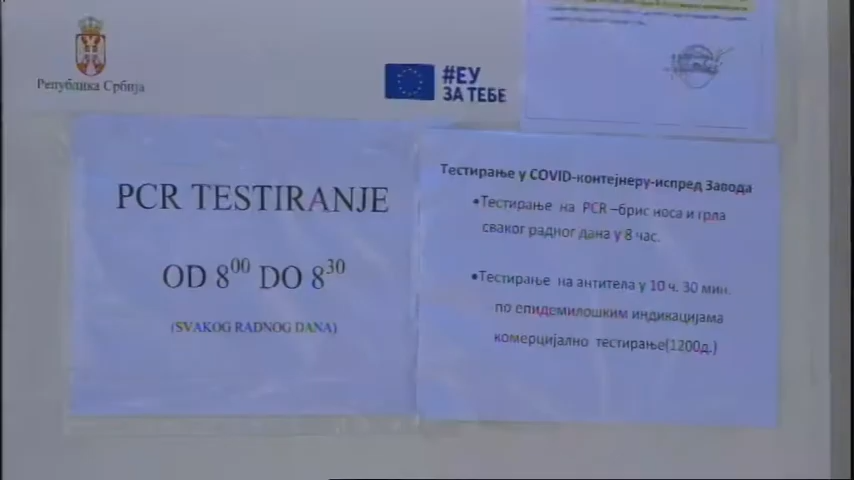 Република Србија
#ЕУ
ЗА ТЕБЕ
PCR TESTIRANJE
OD 8⁰⁰ DO 8³⁰
(SVAKOG RADNOG DANA)
Тестирање у COVID-контејнеру-испред Завода
•Тестирање на PCR –брис носа и грла
сваког радног дана у 8 час.
•Тестирање на антитела у 10 ч. 30 мин.
по епидемилошким индикацијама
комерцијално тестирање(1200д.)